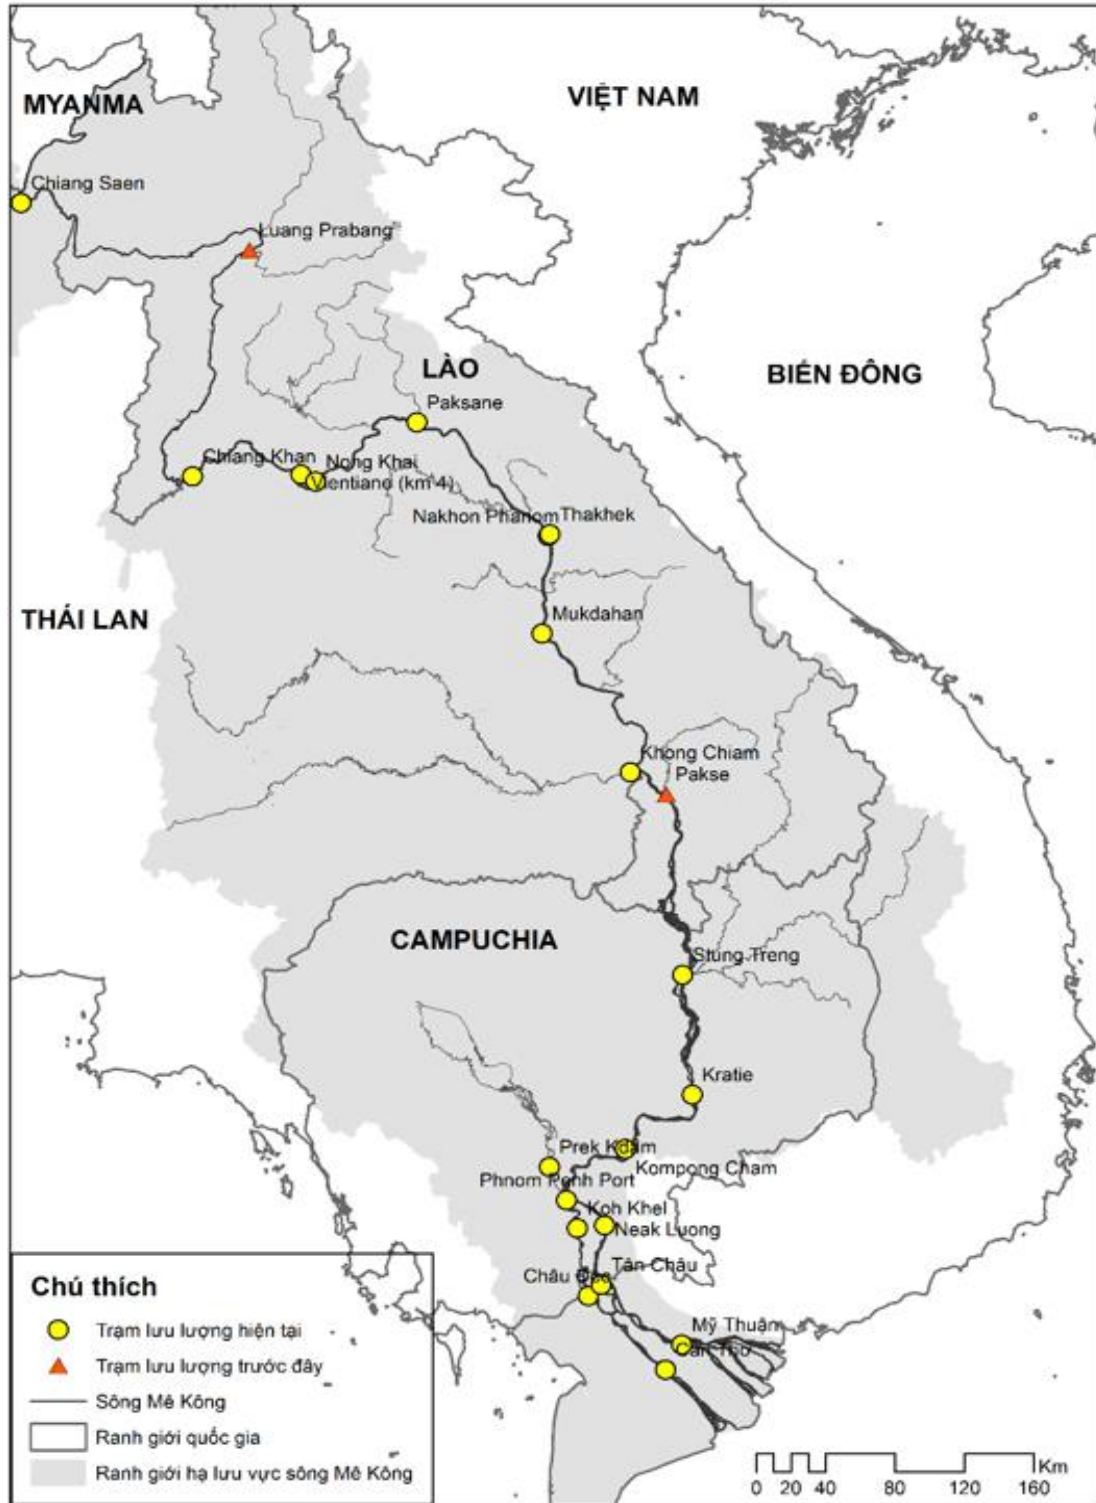 VIỆT NAM
MYANMA
Chiang Saen
Luang Prabang
LÀO
BIỂN ĐÔNG
Paksane
Chiang Khan
Nong Khai
Vientiane (km 4)
Nakhon Phanom
Thakhek
THÁI LAN
Mukdahan
Khong Chiam
Pakse
CAMPUCHIA
Stung Treng
Kratie
Prek Kdam
Kompong Cham
Phnom Penh Port
Koh Khel
Neak Luong
Tân Châu
Châu Đốc
Mỹ Thuận
Cần Thơ
Chú thích
Trạm lưu lượng hiện tại
Trạm lưu lượng trước đây
Sông Mê Kông
Ranh giới quốc gia
Ranh giới hạ lưu vực sông Mê Kông
Km
0 20 40 80 120 160